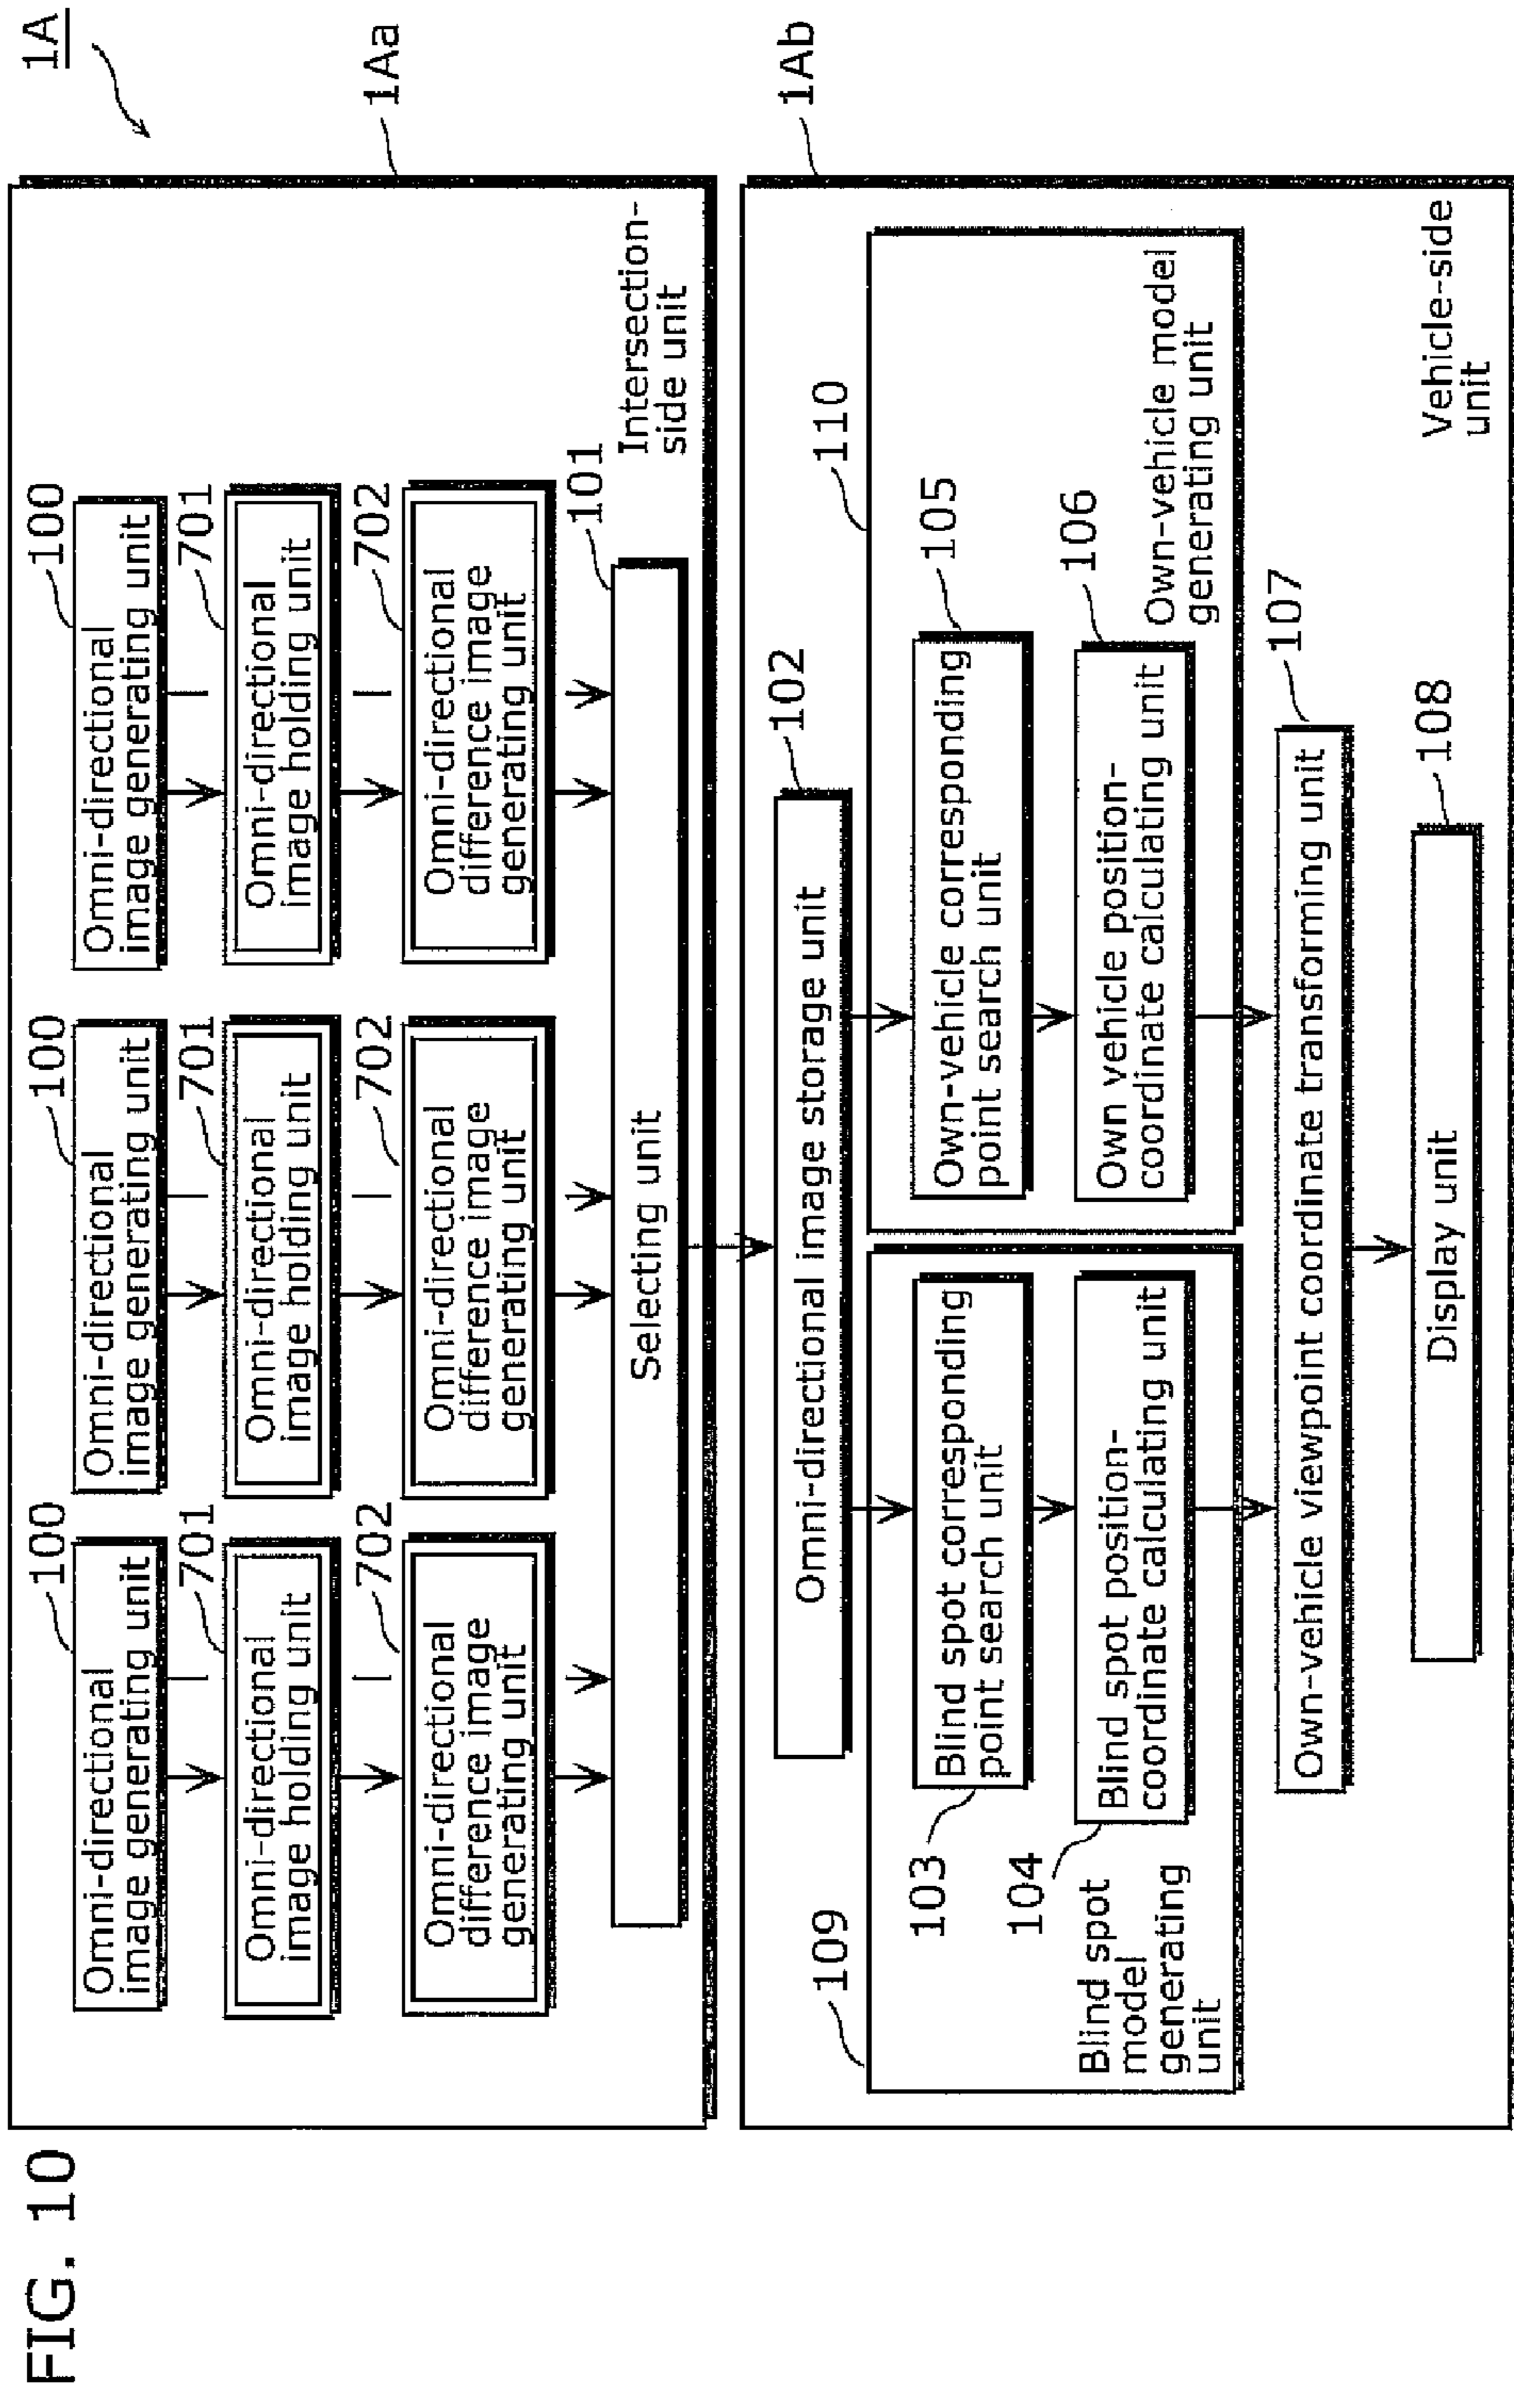 FIG. 10
1A
1Aa
100
100
100
Omni-directional
image generating unit
Omni-directional
image generating unit
Omni-directional
image generating unit
701
701
701
Omni-directional
image holding unit
Omni-directional
image holding unit
Omni-directional
image holding unit
702
702
702
Omni-directional
difference image
generating unit
Omni-directional
difference image
generating unit
Omni-directional
difference image
generating unit
101
Selecting unit
Intersection-
side unit
1Ab
102
Omni-directional image storage unit
109
110
103
Blind spot corresponding
point search unit
105
Own-vehicle corresponding
point search unit
104
Blind spot position-
coordinate calculating unit
106
Own vehicle position-
coordinate calculating unit
Blind spot
model
generating
unit
Own-vehicle model
generating unit
107
Own-vehicle viewpoint coordinate transforming unit
108
Display unit
Vehicle-side
unit